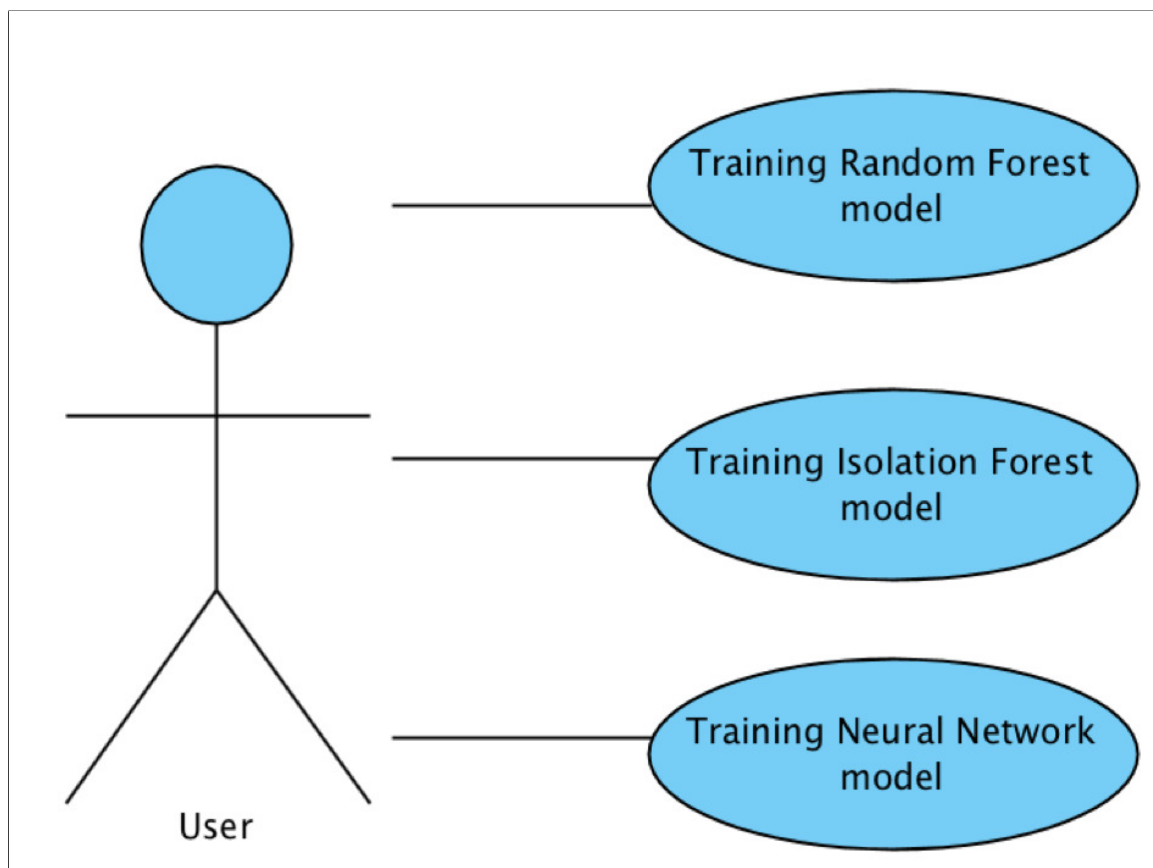 Training Random Forest
model
Training Isolation Forest
model
Training Neural Network
model
User